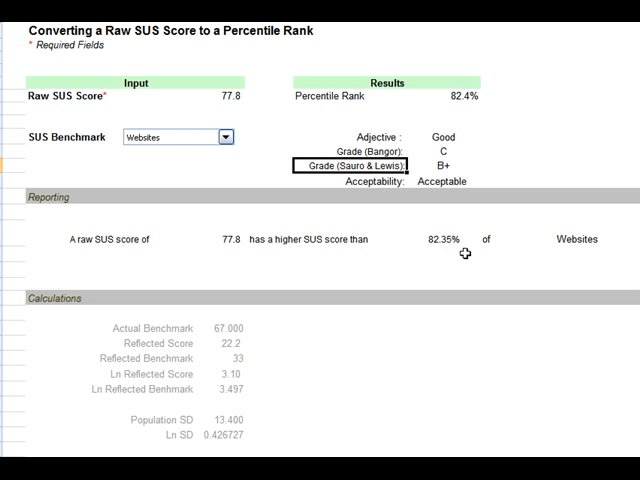 Converting a Raw SUS Score to a Percentile Rank
* Required Fields
Input Results
Raw SUS Score* 77.8 Percentile Rank 82.4%
SUS Benchmark Websites Adjective : Good
Grade (Bangor): C
Grade (Sauro & Lewis): B+
Acceptability: Acceptable
Reporting
A raw SUS score of 77.8 has a higher SUS score than 82.35% of Websites
Calculations
Actual Benchmark 67.000
Reflected Score 22.2
Reflected Benchmark 33
Ln Reflected Score 3.10
Ln Reflected Benhmark 3.497
Population SD 13.400
Ln SD 0.426727